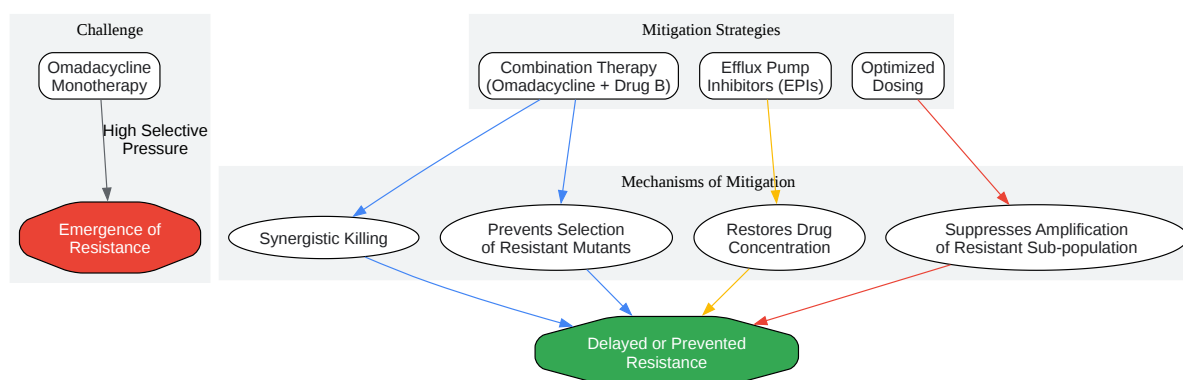 Challenge
Omadacycline
Monotherapy
High Selective
Pressure
Emergence of
Resistance
Mitigation Strategies
Combination Therapy
(Omadacycline + Drug B)
Efflux Pump
Inhibitors (EPIs)
Optimized
Dosing
Mechanisms of Mitigation
Synergistic Killing
Prevents Selection
of Resistant Mutants
Restores Drug
Concentration
Suppresses Amplification
of Resistant Sub-population
Delayed or Prevented
Resistance